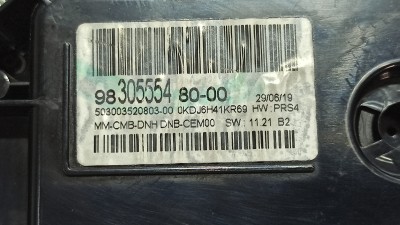 98 305554 80-00 29/06/19
503003520803-00 0KDJ6H41KR69 HW : PRS4
MM-CMB-DNH DNB-CEM00 SW : 11.21 B2